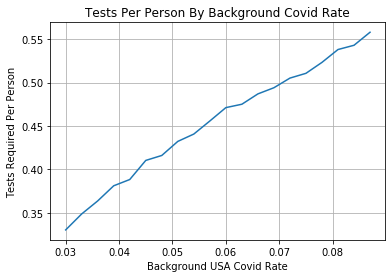 Tests Per Person By Background Covid Rate
0.55
0.50
0.45
0.40
0.35
Tests Required Per Person
0.03 0.04 0.05 0.06 0.07 0.08
Background USA Covid Rate